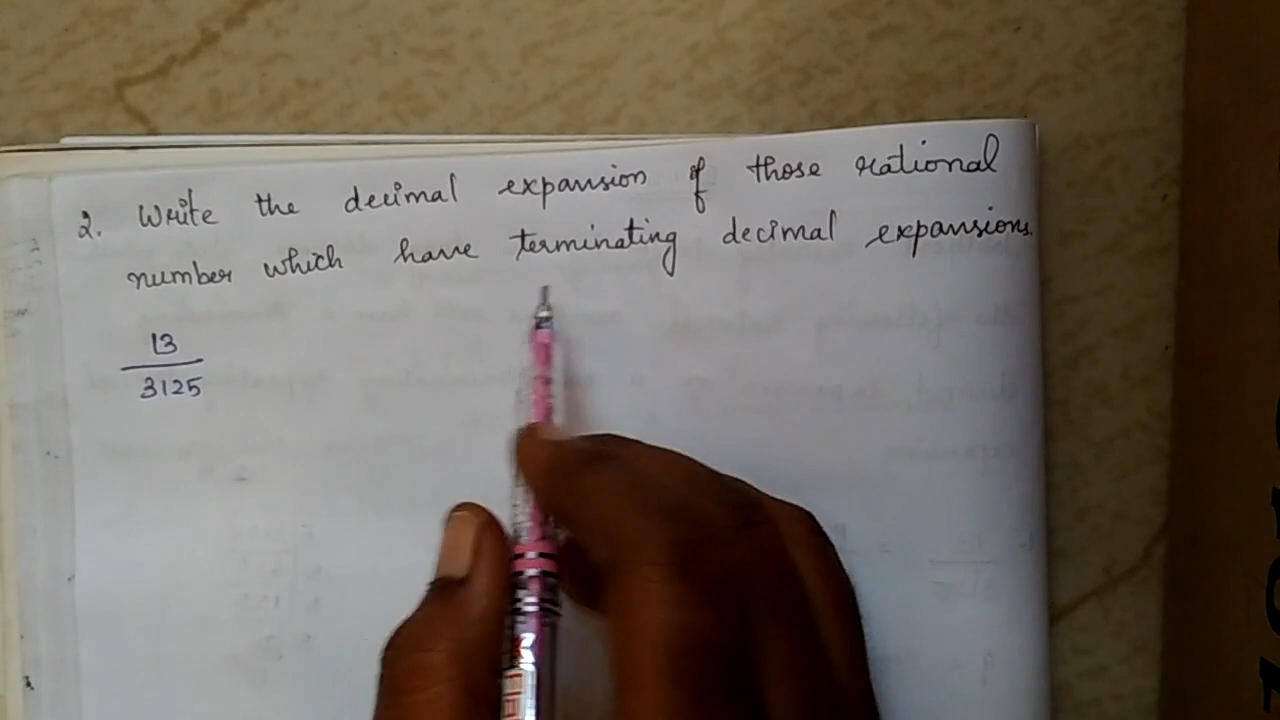 2. Write the decimal expansion of those rational
number which have terminating decimal expansions.
13
3125